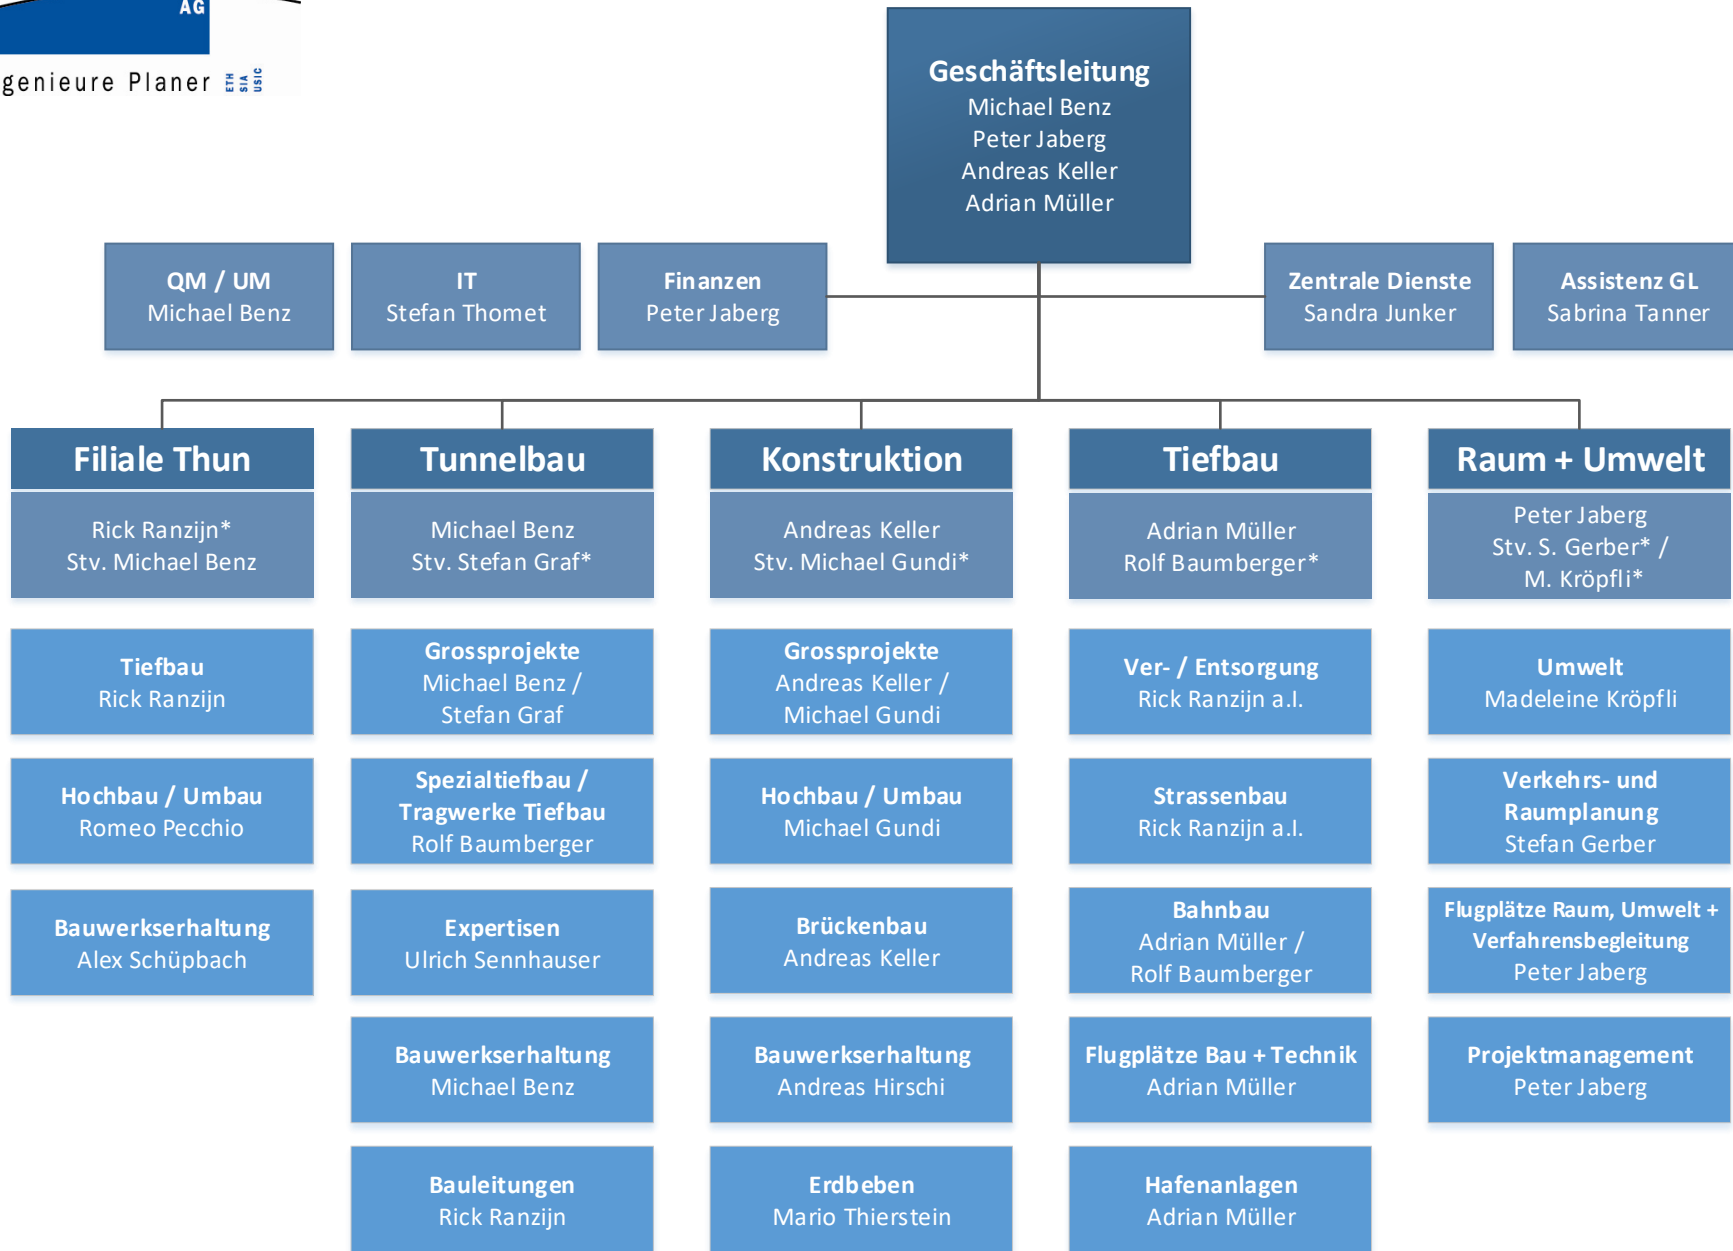 AG
genieure Planer
ETH
SIA
USIC
Geschäftsleitung
Michael Benz
Peter Jaberg
Andreas Keller
Adrian Müller
QM / UM
Michael Benz
IT
Stefan Thomet
Finanzen
Peter Jaberg
Zentrale Dienste
Sandra Junker
Assistenz GL
Sabrina Tanner
Filiale Thun
Rick Ranzijn*
Stv. Michael Benz
Tiefbau
Rick Ranzijn
Hochbau / Umbau
Romeo Pecchio
Bauwerkserhaltung
Alex Schüpbach
Tunnelbau
Michael Benz
Stv. Stefan Graf*
Grossprojekte
Michael Benz /
Stefan Graf
Spezialtiefbau /
Tragwerke Tiefbau
Rolf Baumberger
Expertisen
Ulrich Sennhauser
Bauwerkserhaltung
Michael Benz
Bauleitungen
Rick Ranzijn
Konstruktion
Andreas Keller
Stv. Michael Gundi*
Grossprojekte
Andreas Keller /
Michael Gundi
Hochbau / Umbau
Michael Gundi
Brückenbau
Andreas Keller
Bauwerkserhaltung
Andreas Hirschi
Erdbeben
Mario Thierstein
Tiefbau
Adrian Müller
Rolf Baumberger*
Ver- / Entsorgung
Rick Ranzijn a.I.
Strassenbau
Rick Ranzijn a.I.
Bahnbau
Adrian Müller /
Rolf Baumberger
Flugplätze Bau + Technik
Adrian Müller
Hafenanlagen
Adrian Müller
Raum + Umwelt
Peter Jaberg
Stv. S. Gerber* /
M. Kröpfli*
Umwelt
Madeleine Kröpfli
Verkehrs- und
Raumplanung
Stefan Gerber
Flugplätze Raum, Umwelt +
Verfahrensbegleitung
Peter Jaberg
Projektmanagement
Peter Jaberg